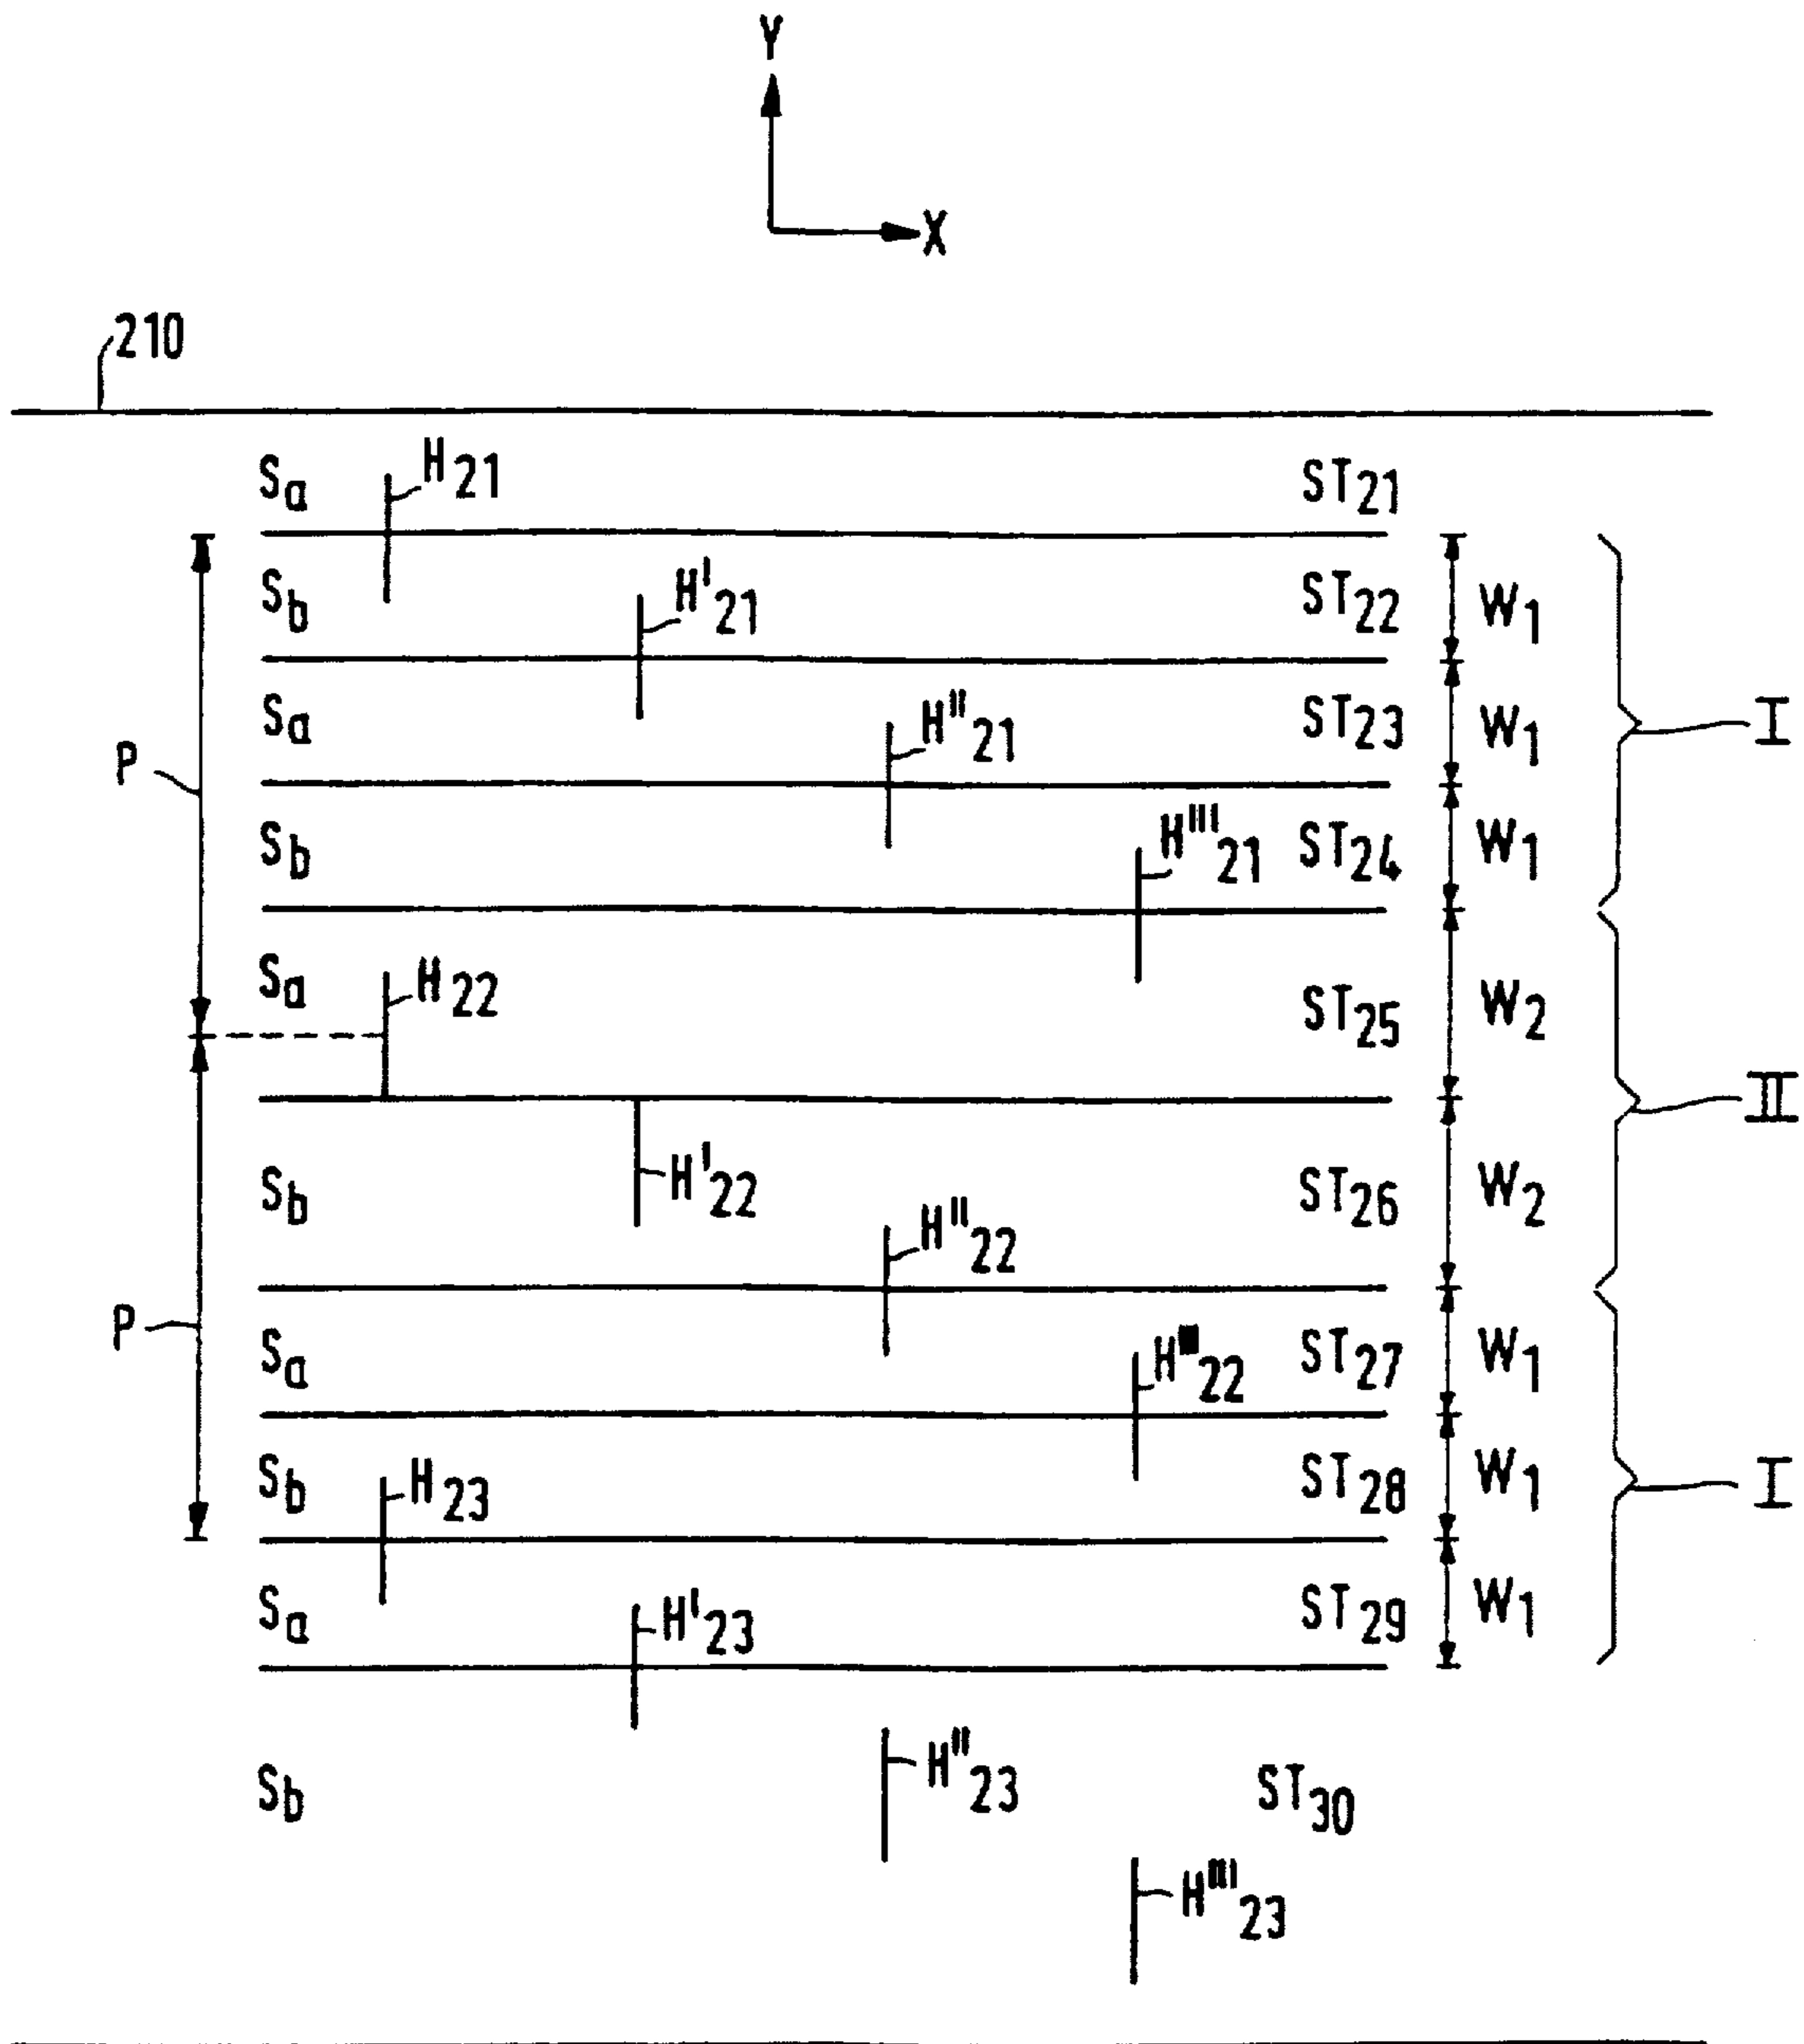 Y
X
210
Sa H21 ST21
Sb H'21 ST22 W1
Sa H"21 ST23 W1 I
P
Sb H'''21 ST24 W1
Sa H22 ST25 W2
II
Sb H'22 ST26 W2
H"22
P
Sa H'''22 ST27 W1
Sb H23 ST28 W1 I
Sa H'23 ST29 W1
Sb H"23 ST30
H'''23